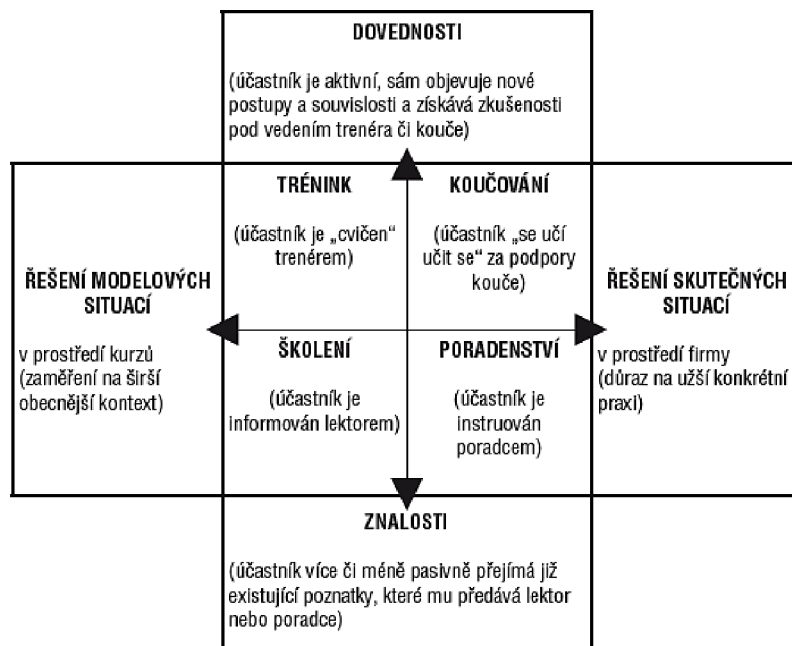 DOVEDNOSTI
(účastník je aktivní, sám objevuje nové
postupy a souvislosti a získává zkušenosti
pod vedením trenéra či kouče)
TRÉNINK
(účastník je „cvičen“
trenérem)
KOUČOVÁNÍ
(účastník „se učí
učit se“ za podpory
kouče)
ŘEŠENÍ MODELOVÝCH
SITUACÍ
v prostředí kurzů
(zaměření na širší
obecnější kontext)
ŘEŠENÍ SKUTEČNÝCH
SITUACÍ
v prostředí firmy
(důraz na užší konkrétní
praxi)
ŠKOLENÍ
(účastník je
informován lektorem)
PORADENSTVÍ
(účastník je
instruován
poradcem)
ZNALOSTI
(účastník více či méně pasivně přejímá již
existující poznatky, které mu předává lektor
nebo poradce)